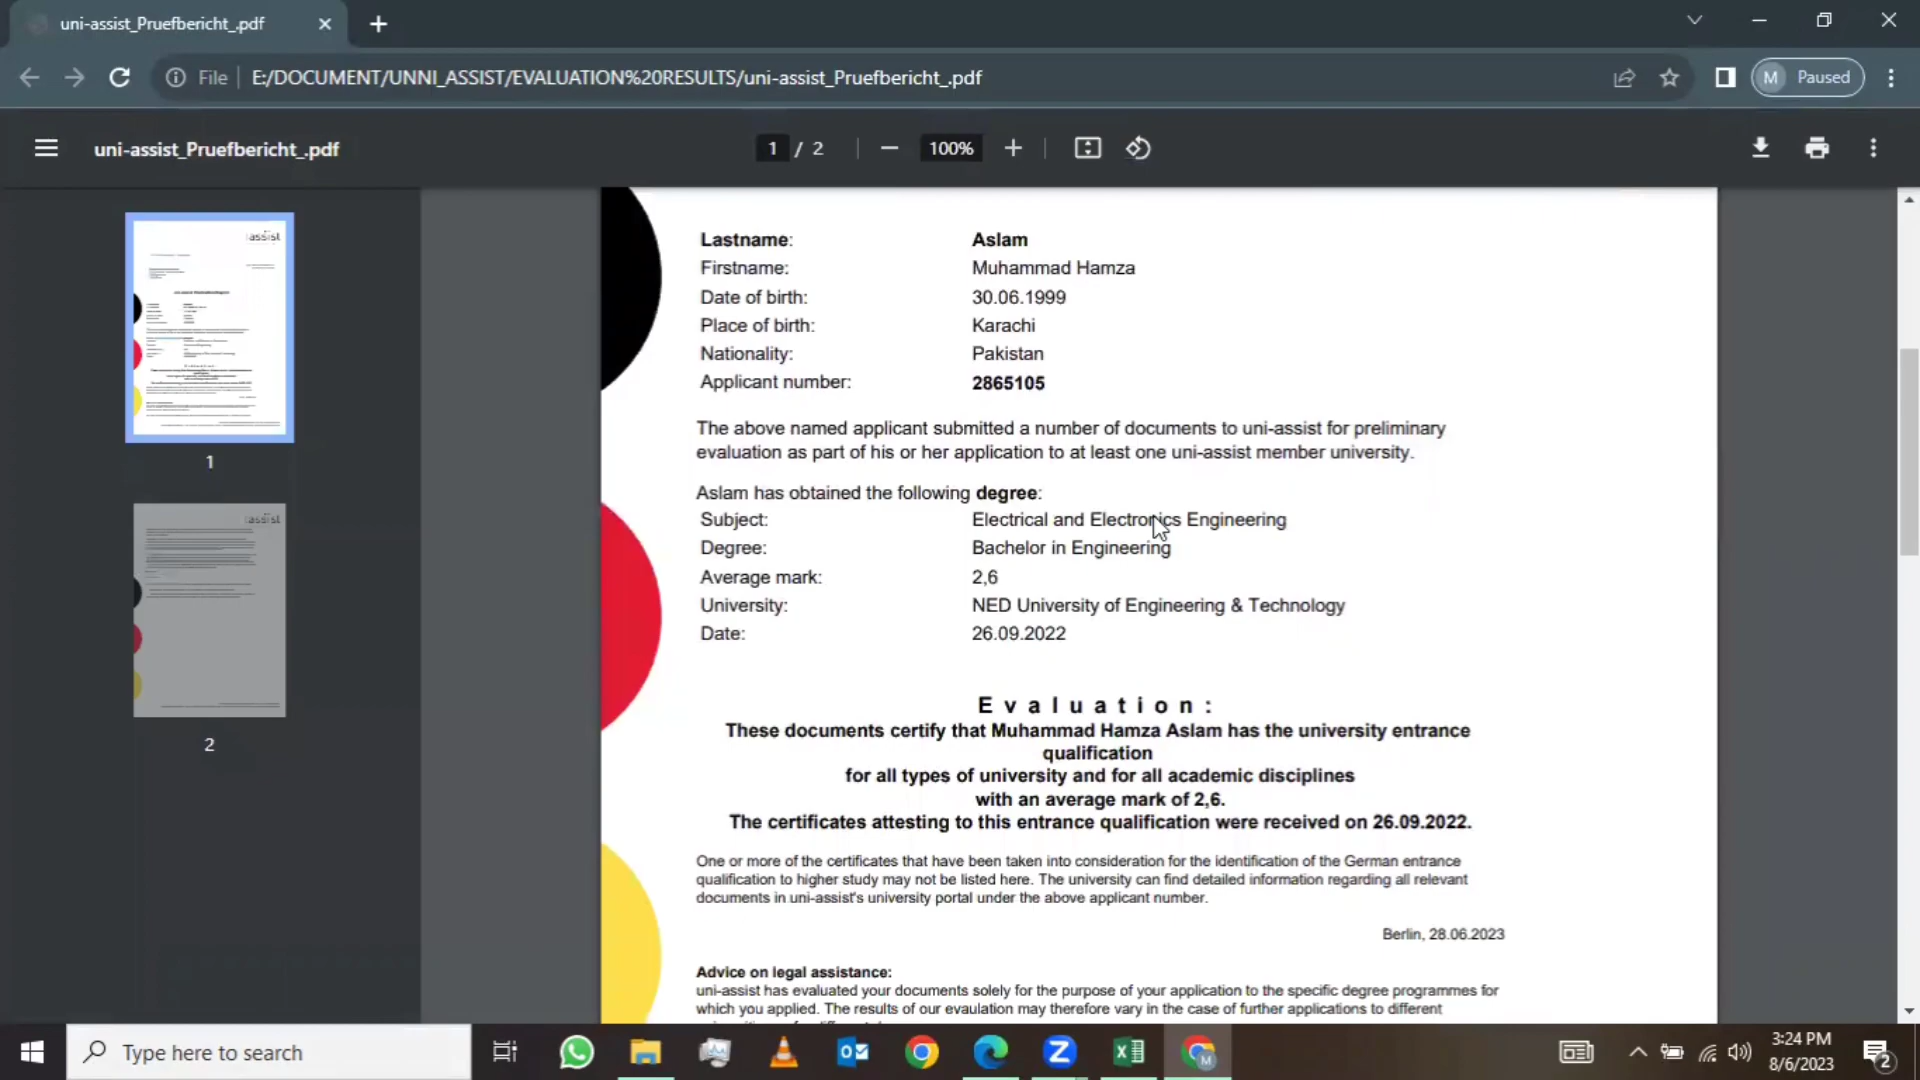 uni-assist_Pruefbericht_.pdf
File
E:/DOCUMENT/UNNI_ASSIST/EVALUATION%20RESULTS/uni-assist_Pruefbericht_.pdf
M Paused
uni-assist_Pruefbericht_.pdf
1 / 2
100%
assist
1
assist
2
Lastname: Aslam
Firstname: Muhammad Hamza
Date of birth: 30.06.1999
Place of birth: Karachi
Nationality: Pakistan
Applicant number: 2865105
The above named applicant submitted a number of documents to uni-assist for preliminary
evaluation as part of his or her application to at least one uni-assist member university.
Aslam has obtained the following degree:
Subject: Electrical and Electronics Engineering
Degree: Bachelor in Engineering
Average mark: 2,6
University: NED University of Engineering & Technology
Date: 26.09.2022
Evaluation:
These documents certify that Muhammad Hamza Aslam has the university entrance
qualification
for all types of university and for all academic disciplines
with an average mark of 2,6.
The certificates attesting to this entrance qualification were received on 26.09.2022.
One or more of the certificates that have been taken into consideration for the identification of the German entrance
qualification to higher study may not be listed here. The university can find detailed information regarding all relevant
documents in uni-assist's university portal under the above applicant number.
Berlin, 28.06.2023
Advice on legal assistance:
uni-assist has evaluated your documents solely for the purpose of your application to the specific degree programmes for
which you applied. The results of our evaulation may therefore vary in the case of further applications to different
Type here to search
3:24 PM
8/6/2023
2